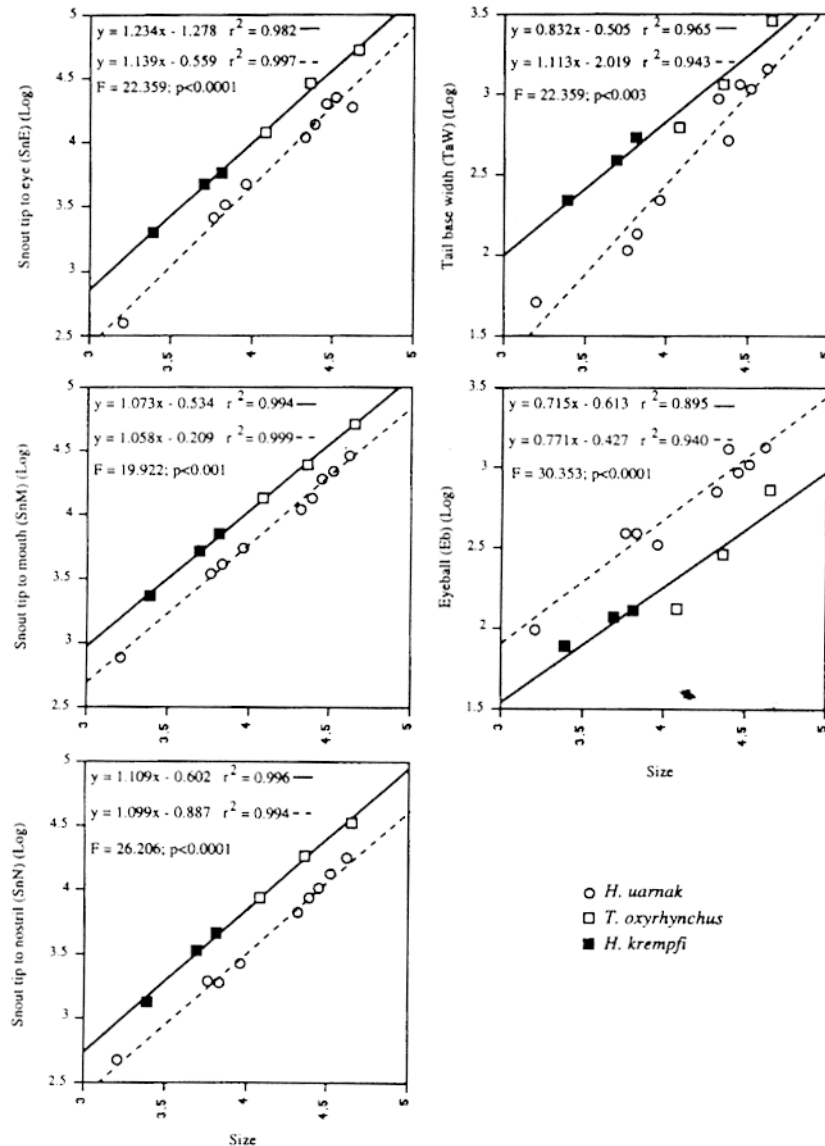 y = 1.234x - 1.278 r² = 0.982
y = 1.139x - 0.559 r² = 0.997
F = 22.359; p<0.0001
Snout tip to eye (SnE) (Log)
5
4.5
4
3.5
3
2.5
3
3.5
4
4.5
5
y = 0.832x - 0.505 r² = 0.965
y = 1.113x - 2.019 r² = 0.943
F = 22.359; p<0.003
Tail base width (TaW) (Log)
3.5
3
2.5
2
1.5
3
3.5
4
4.5
5
y = 1.073x - 0.534 r² = 0.994
y = 1.058x - 0.209 r² = 0.999
F = 19.922; p<0.001
Snout tip to mouth (SnM) (Log)
5
4.5
4
3.5
3
2.5
3
3.5
4
4.5
5
y = 0.715x - 0.613 r² = 0.895
y = 0.771x - 0.427 r² = 0.940
F = 30.353; p<0.0001
Eyeball (Eb) (Log)
3.5
3
2.5
2
1.5
3
3.5
4
4.5
5
Size
y = 1.109x - 0.602 r² = 0.996
y = 1.099x - 0.887 r² = 0.994
F = 26.206; p<0.0001
Snout tip to nostril (SnN) (Log)
5
4.5
4
3.5
3
2.5
3
3.5
4
4.5
5
Size
H. uarnak
T. oxyrhynchus
H. krempfi